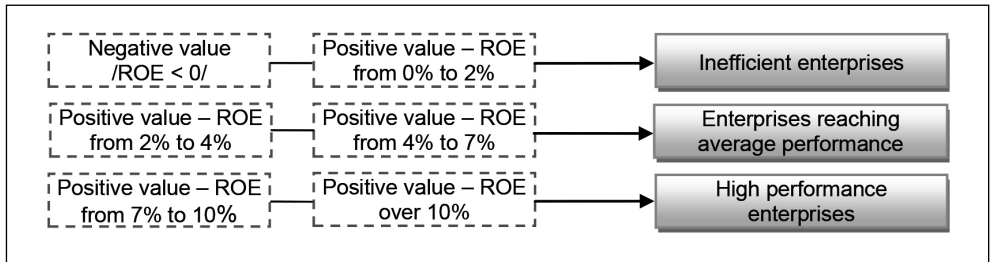 Negative value
/ROE < 0/
Positive value – ROE
from 0% to 2%
Inefficient enterprises
Positive value – ROE
from 2% to 4%
Positive value – ROE
from 4% to 7%
Enterprises reaching
average performance
Positive value – ROE
from 7% to 10%
Positive value – ROE
over 10%
High performance
enterprises